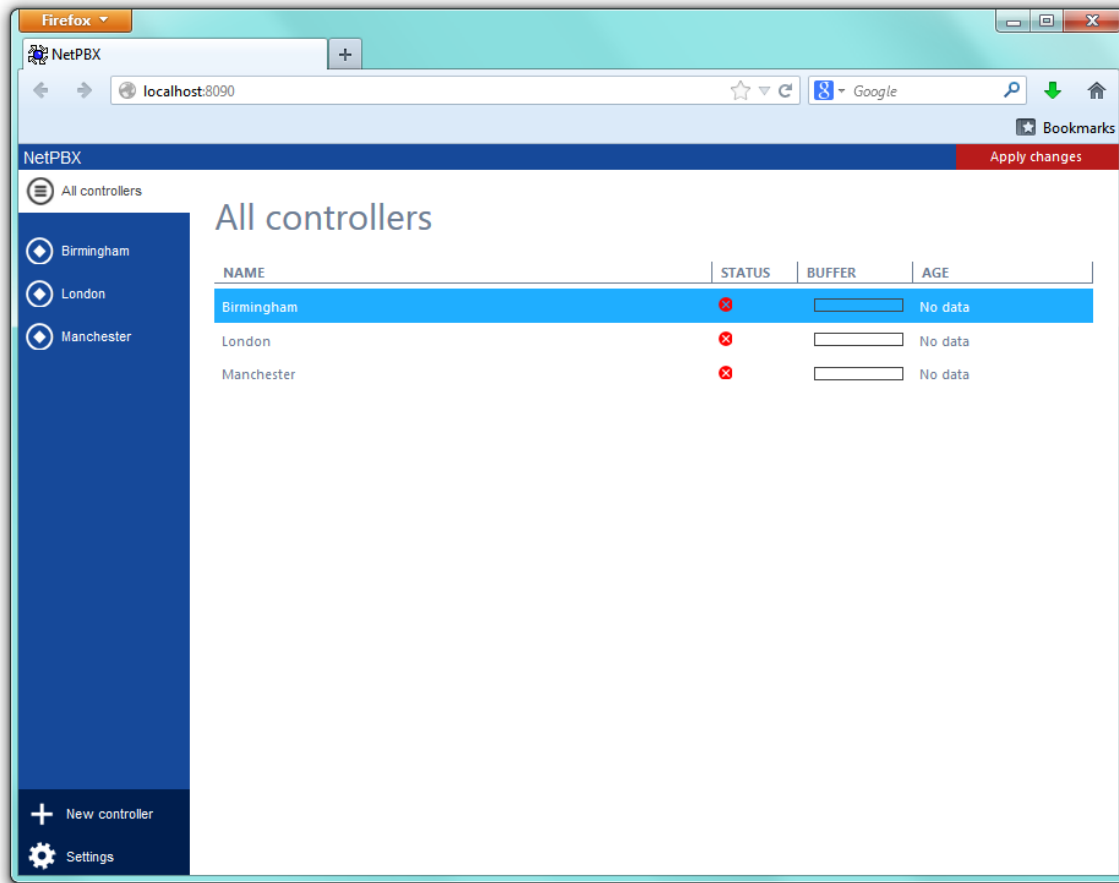 Firefox
NetPBX
localhost:8090
Google
Bookmarks
NetPBX
Apply changes
All controllers
Birmingham
London
Manchester
All controllers
NAME STATUS BUFFER AGE
Birmingham No data
London No data
Manchester No data
New controller
Settings